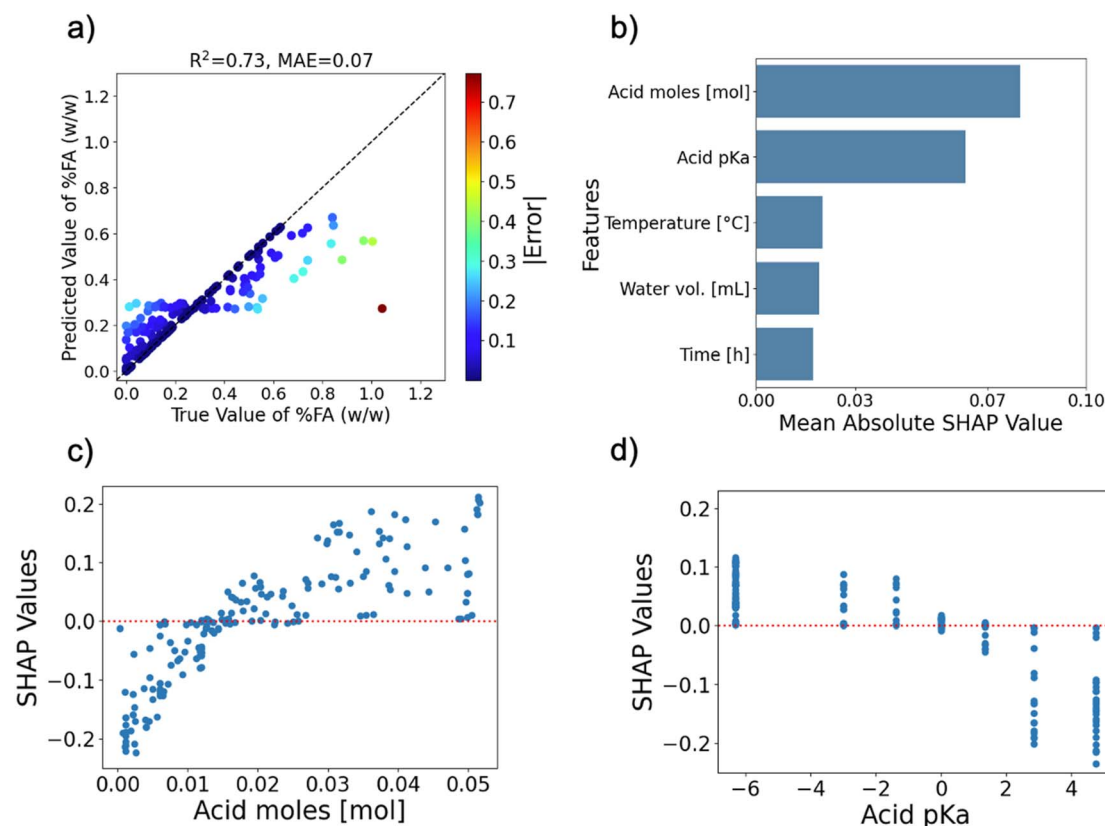 a)
R²=0.73, MAE=0.07
1.2
1.0
0.8
0.6
0.4
0.2
0.0
Predicted Value of %FA (w/w)
0.0 0.2 0.4 0.6 0.8 1.0 1.2
True Value of %FA (w/w)
0.7
0.6
0.5
0.4
0.3
0.2
0.1
|Error|
b)
Features
Acid moles [mol]
Acid pKa
Temperature [°C]
Water vol. [mL]
Time [h]
0.00 0.03 0.07 0.10
Mean Absolute SHAP Value
c)
SHAP Values
0.2
0.1
0.0
−0.1
−0.2
0.00 0.01 0.02 0.03 0.04 0.05
Acid moles [mol]
d)
SHAP Values
0.2
0.1
0.0
−0.1
−0.2
−6 −4 −2 0 2 4
Acid pKa